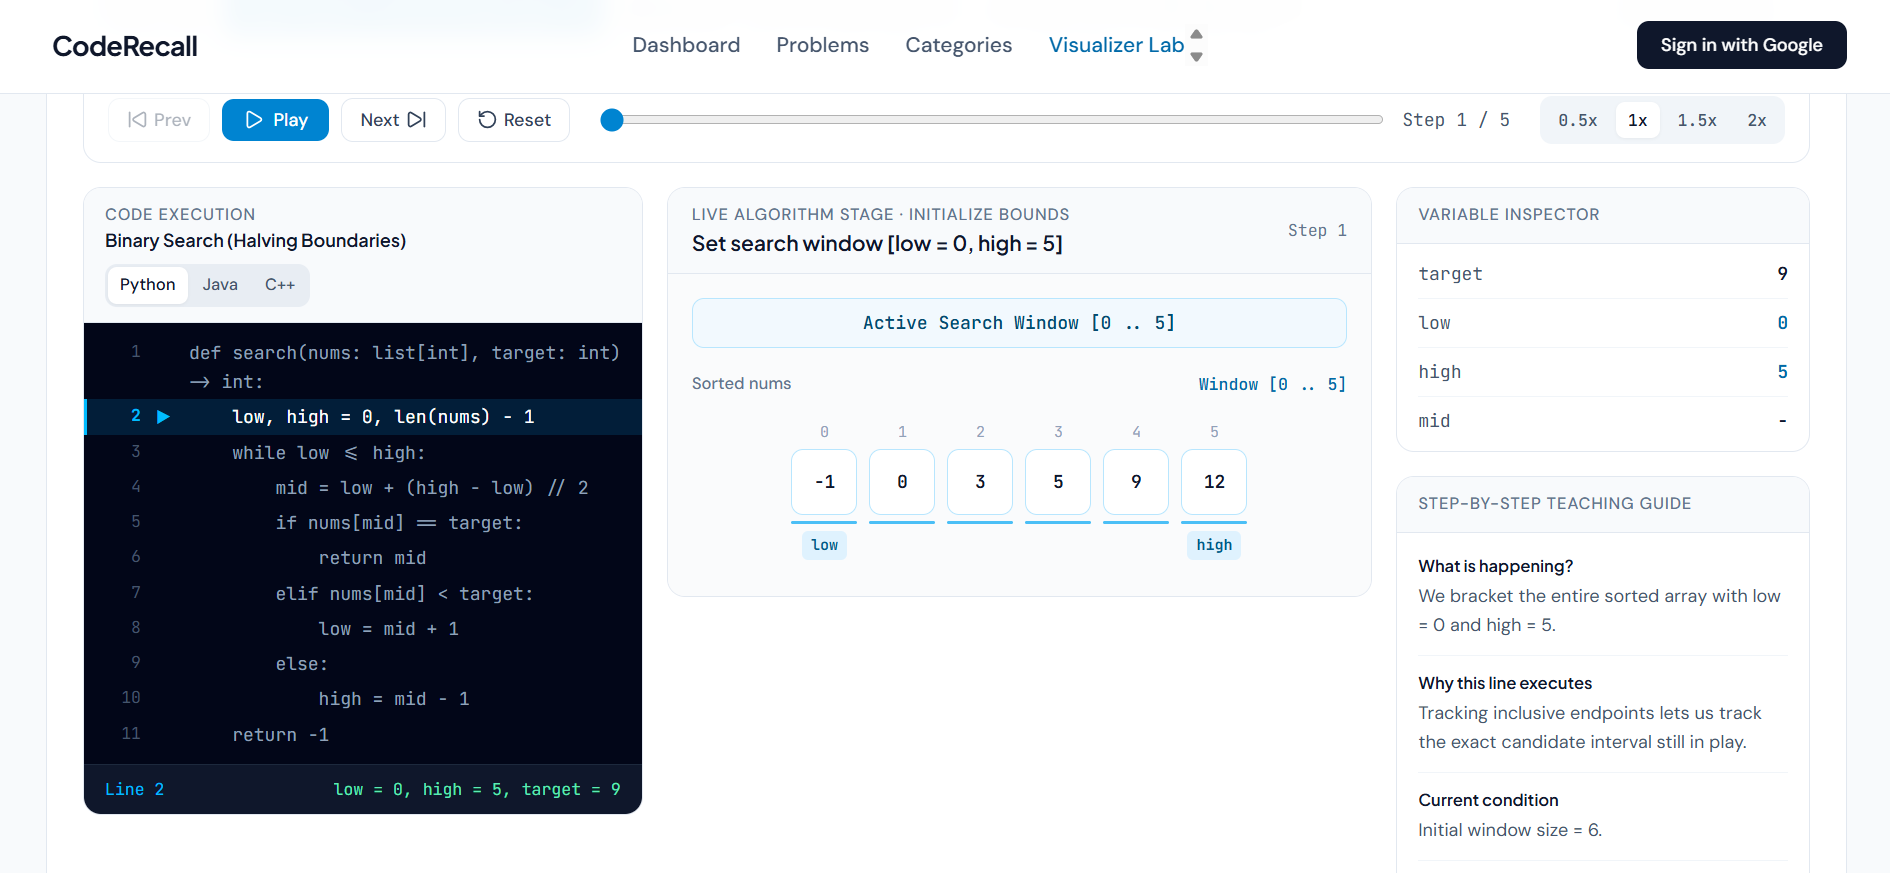 CodeRecall
Dashboard
Problems
Categories
Visualizer Lab
Sign in with Google
Prev
Play
Next
Reset
Step 1 / 5
0.5x
1x
1.5x
2x
CODE EXECUTION
Binary Search (Halving Boundaries)
Python
Java
C++
1 def search(nums: list[int], target: int)
-> int:
2 low, high = 0, len(nums) - 1
3 while low <= high:
4 mid = low + (high - low) // 2
5 if nums[mid] == target:
6 return mid
7 elif nums[mid] < target:
8 low = mid + 1
9 else:
10 high = mid - 1
11 return -1
Line 2
low = 0, high = 5, target = 9
LIVE ALGORITHM STAGE · INITIALIZE BOUNDS
Set search window [low = 0, high = 5]
Step 1
Active Search Window [0 .. 5]
Sorted nums
Window [0 .. 5]
0 1 2 3 4 5
-1 0 3 5 9 12
low
high
VARIABLE INSPECTOR
target 9
low 0
high 5
mid -
STEP-BY-STEP TEACHING GUIDE
What is happening?
We bracket the entire sorted array with low
= 0 and high = 5.
Why this line executes
Tracking inclusive endpoints lets us track
the exact candidate interval still in play.
Current condition
Initial window size = 6.